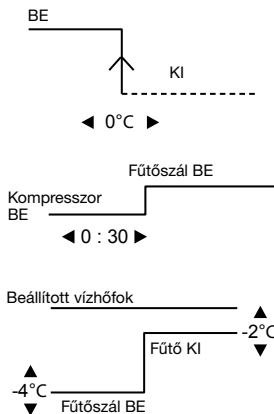 BE
KI
◄ 0°C ►
Fűtőszál BE
Kompresszor
BE
◄ 0 : 30 ►
Beállított vízhőfok
▲
-2°C
▼
Fűtő KI
▲
-4°C
▼
Fűtőszál BE